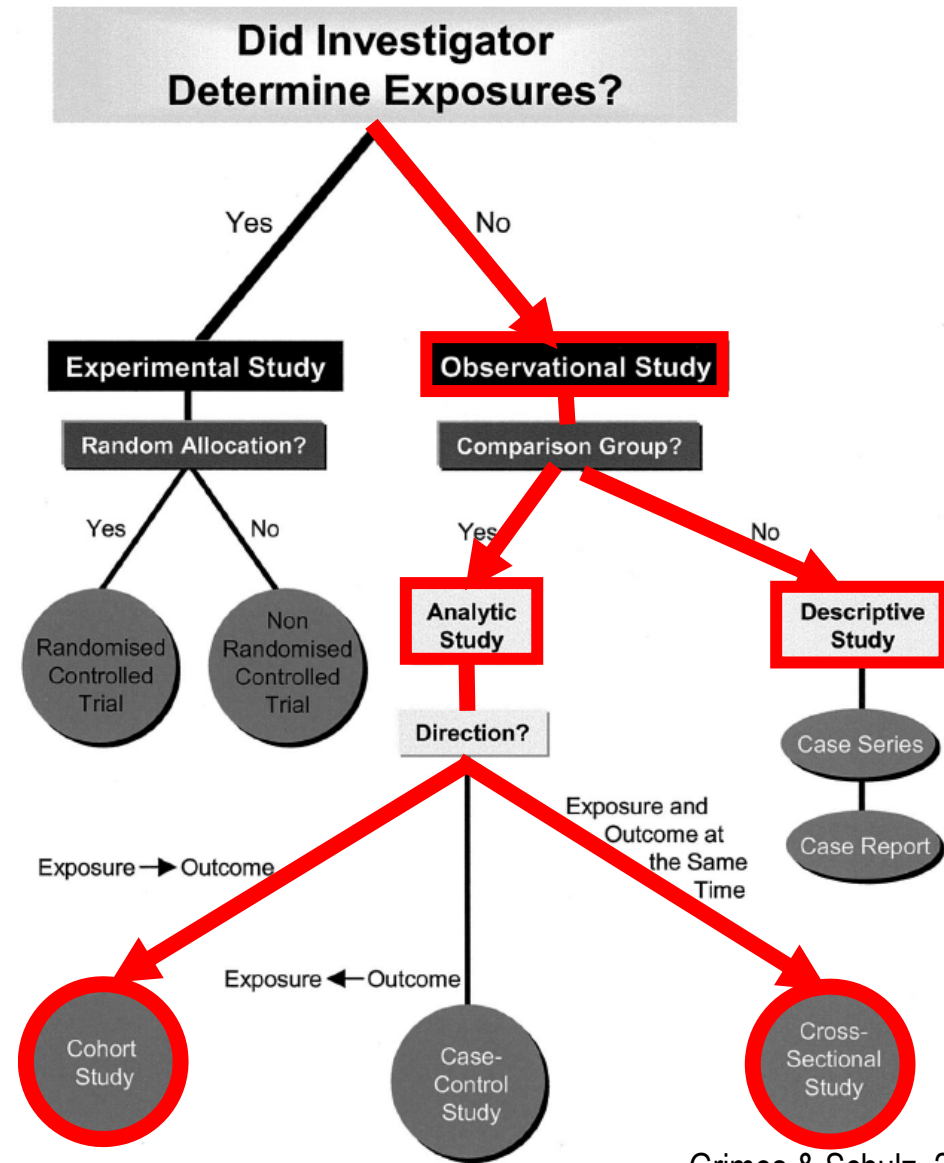 Did Investigator
Determine Exposures?
Yes
No
Experimental Study
Observational Study
Random Allocation?
Comparison Group?
Yes
No
Yes
No
Randomised
Controlled
Trial
Non
Randomised
Controlled
Trial
Analytic
Study
Descriptive
Study
Direction?
Case Series
Case Report
Exposure and
Outcome at
the Same
Time
Exposure → Outcome
Exposure ← Outcome
Cohort
Study
Case-
Control
Study
Cross-
Sectional
Study